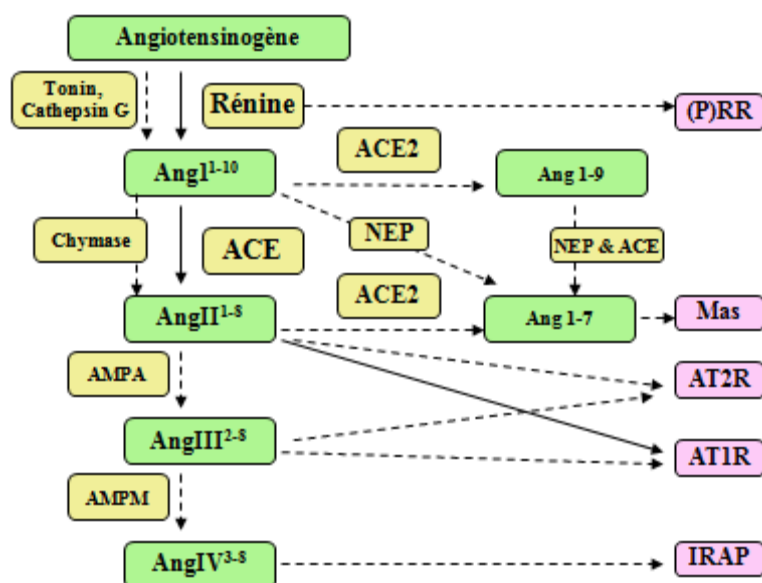 Angiotensinogène
Tonin,
Cathepsin G
Rénine
(P)RR
ACE2
AngI¹⁻¹⁰
Ang 1-9
Chymase
ACE
NEP
NEP & ACE
ACE2
AngII¹⁻⁸
Ang 1-7
Mas
AMPA
AT2R
AngIII²⁻⁸
AT1R
AMPM
AngIV³⁻⁸
IRAP